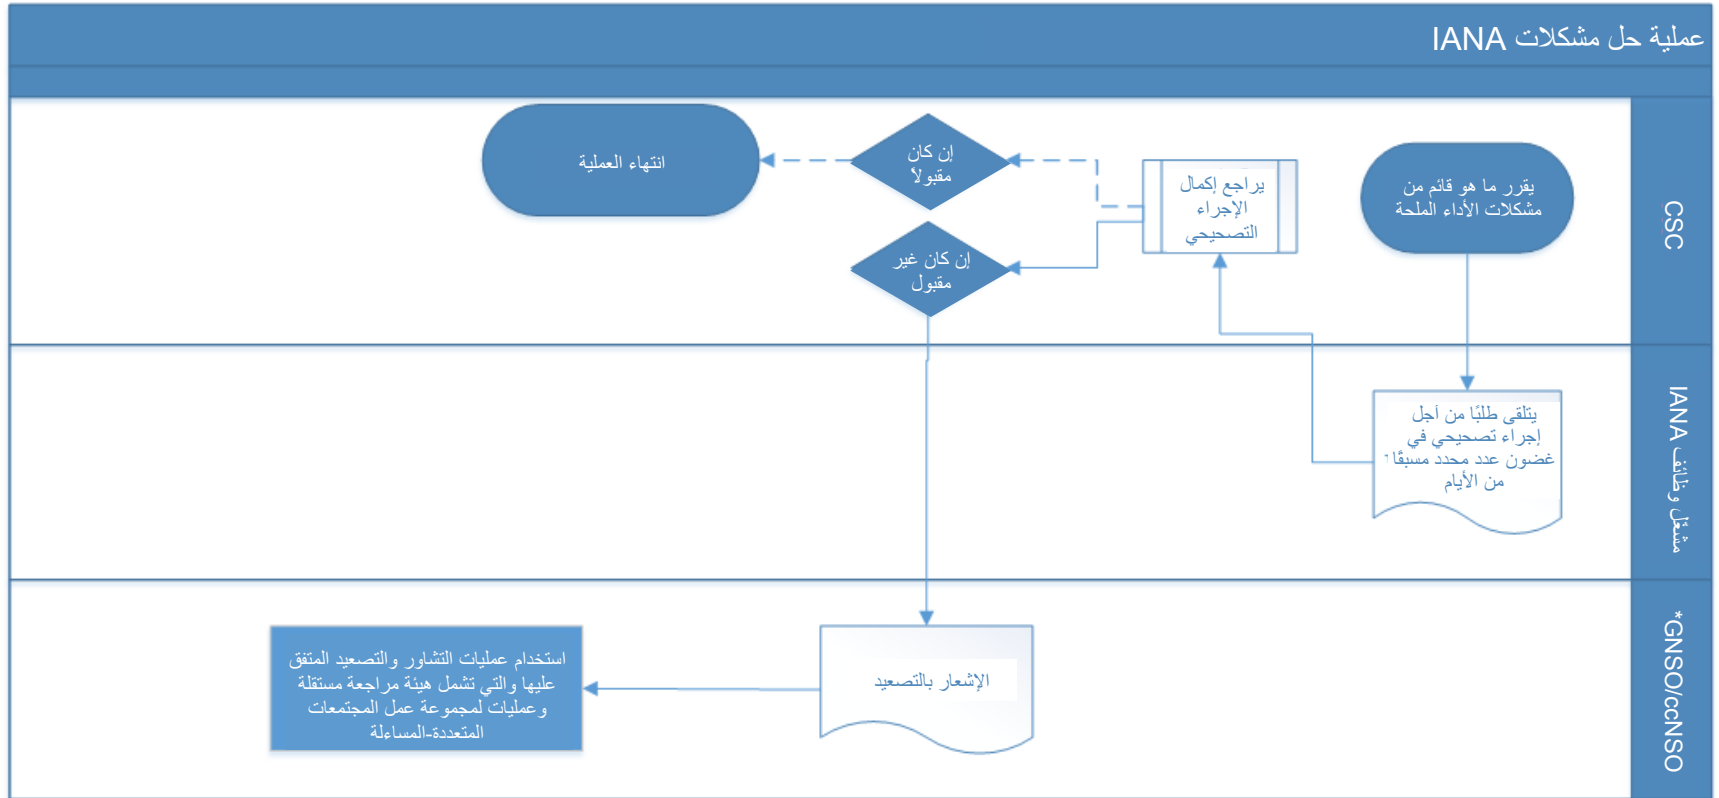 عملية حل مشكلات IANA
CSC
يقرر ما هو قائم من
مشكلات الأداء الملحة
يراجع إكمال
الإجراء
التصحيحي
إن كان
مقبولاً
انتهاء العملية
إن كان غير
مقبول
مشغّل وظائف IANA
يتلقى طلبًا من أجل
إجراء تصحيحي في
غضون عدد محدد مسبقًا
من الأيام
GNSO/ccNSO*
الإشعار بالتصعيد
استخدام عمليات التشاور والتصعيد المتفق
عليها والتي تشمل هيئة مراجعة مستقلة
وعمليات لمجموعة عمل المجتمعات
المتعددة-المساءلة